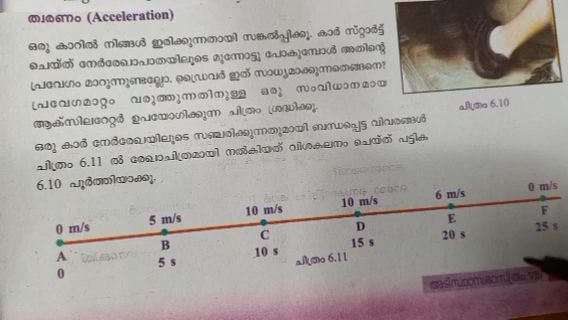 ത്വരണം (Acceleration)
ഒരു കാറിൽ നിങ്ങൾ ഇരിക്കുന്നതായി സങ്കൽപ്പിക്കൂ. കാർ സ്റ്റാർട്ട്
ചെയ്ത് നേർരേഖാപാതയിലൂടെ മുന്നോട്ടു പോകുമ്പോൾ അതിന്റെ
പ്രവേഗം മാറുന്നുണ്ടല്ലോ. ഡ്രൈവർ ഇത് സാധ്യമാക്കുന്നതെങ്ങനെ?
പ്രവേഗമാറ്റം വരുത്തുന്നതിനുള്ള ഒരു സംവിധാനമായ
ആക്സിലറേറ്റർ ഉപയോഗിക്കുന്ന ചിത്രം ശ്രദ്ധിക്കൂ.
ചിത്രം 6.10
ഒരു കാർ നേർരേഖയിലൂടെ സഞ്ചരിക്കുന്നതുമായി ബന്ധപ്പെട്ട വിവരങ്ങൾ
ചിത്രം 6.11 ൽ രേഖാചിത്രമായി നൽകിയത് വിശകലനം ചെയ്ത് പട്ടിക
6.10 പൂർത്തിയാക്കൂ.
0 m/s 5 m/s 10 m/s 10 m/s 6 m/s 0 m/s
A B C D E F
0 5 s 10 s 15 s 20 s 25 s
ചിത്രം 6.11
അടിസ്ഥാനശാസ്ത്രം VIII